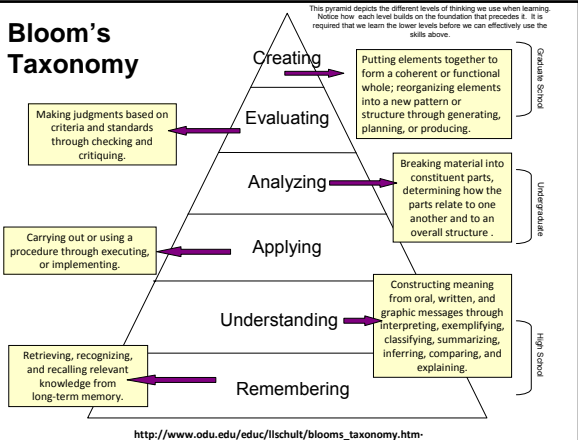 This pyramid depicts the different levels of thinking we use when learning.
Notice how each level builds on the foundation that precedes it. It is
required that we learn the lower levels before we can effectively use the
skills above.
Bloom's
Taxonomy
Creating
Putting elements together to
form a coherent or functional
whole; reorganizing elements
into a new pattern or
structure through generating,
planning, or producing.
Graduate School
Making judgments based on
criteria and standards
through checking and
critiquing.
Evaluating
Analyzing
Breaking material into
constituent parts,
determining how the
parts relate to one
another and to an
overall structure .
Undergraduate
Carrying out or using a
procedure through executing,
or implementing.
Applying
Understanding
Constructing meaning
from oral, written, and
graphic messages through
interpreting, exemplifying,
classifying, summarizing,
inferring, comparing, and
explaining.
High School
Retrieving, recognizing,
and recalling relevant
knowledge from
long-term memory.
Remembering
http://www.odu.edu/educ/llschult/blooms_taxonomy.htm-